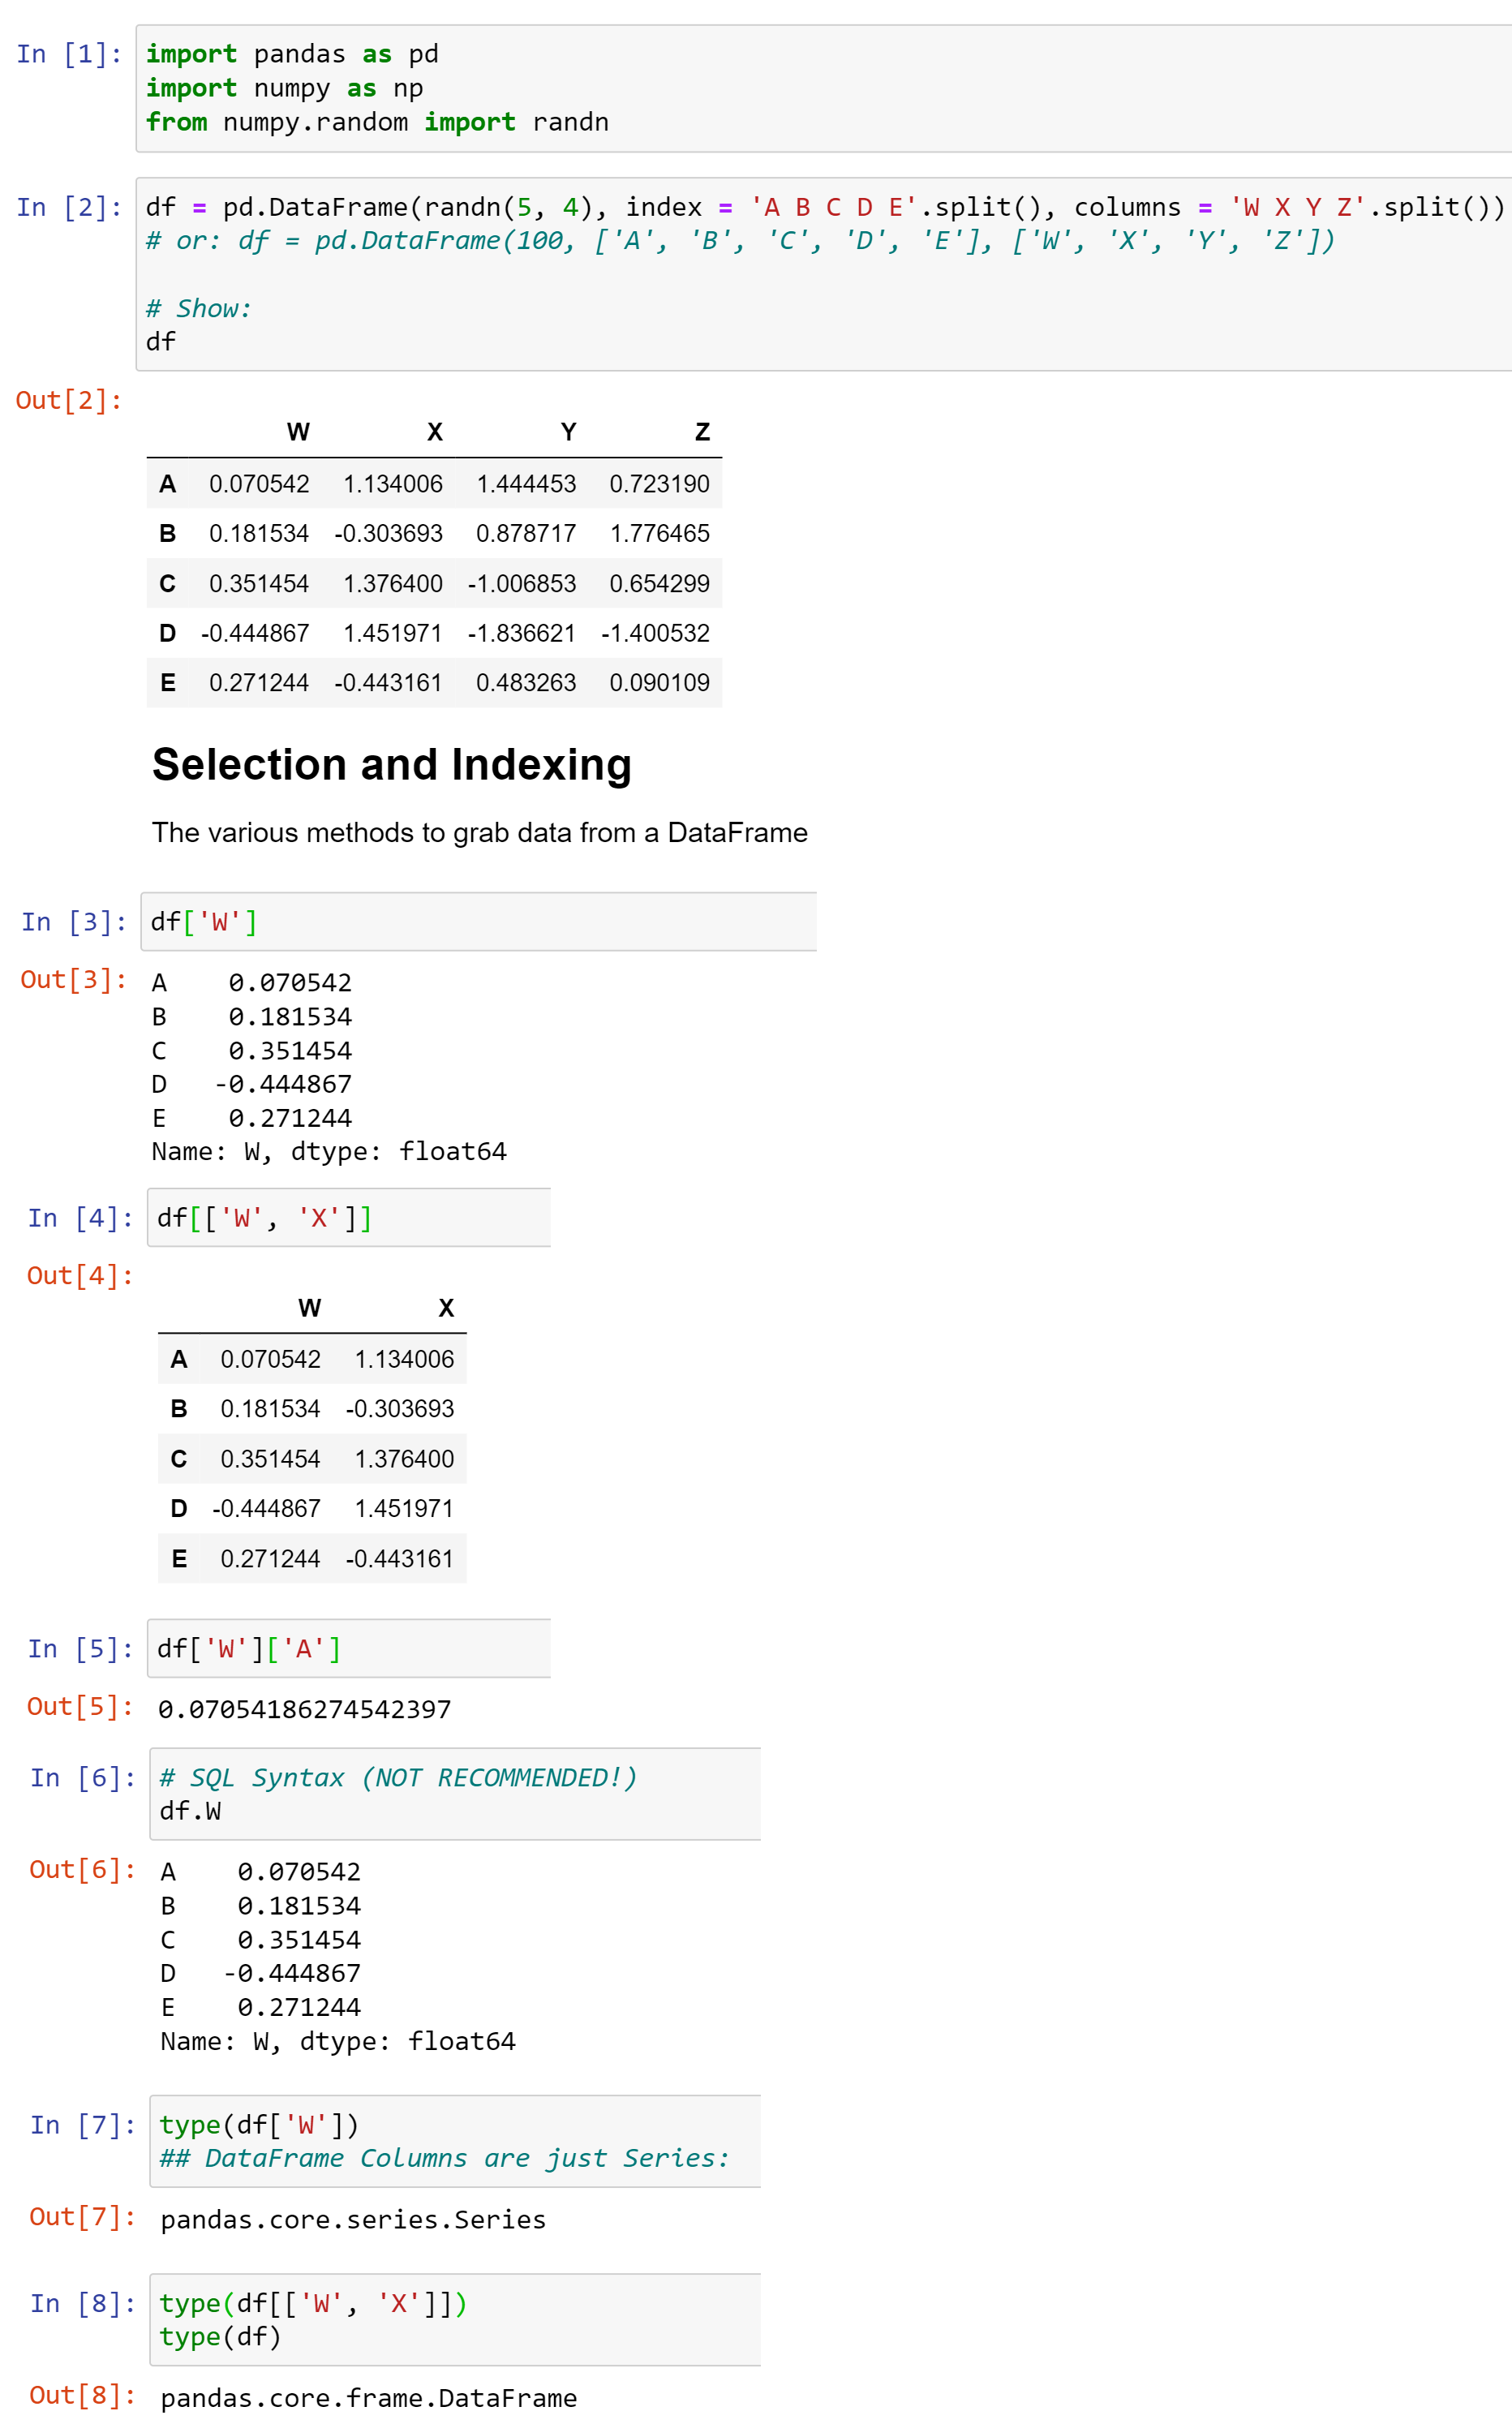 In [1]: import pandas as pd
import numpy as np
from numpy.random import randn
In [2]: df = pd.DataFrame(randn(5, 4), index = 'A B C D E'.split(), columns = 'W X Y Z'.split())
# or: df = pd.DataFrame(100, ['A', 'B', 'C', 'D', 'E'], ['W', 'X', 'Y', 'Z'])
# Show:
df
Out[2]:
W X Y Z
A 0.070542 1.134006 1.444453 0.723190
B 0.181534 -0.303693 0.878717 1.776465
C 0.351454 1.376400 -1.006853 0.654299
D -0.444867 1.451971 -1.836621 -1.400532
E 0.271244 -0.443161 0.483263 0.090109
Selection and Indexing
The various methods to grab data from a DataFrame
In [3]: df['W']
Out[3]: A 0.070542
B 0.181534
C 0.351454
D -0.444867
E 0.271244
Name: W, dtype: float64
In [4]: df[['W', 'X']]
Out[4]:
W X
A 0.070542 1.134006
B 0.181534 -0.303693
C 0.351454 1.376400
D -0.444867 1.451971
E 0.271244 -0.443161
In [5]: df['W']['A']
Out[5]: 0.07054186274542397
In [6]: # SQL Syntax (NOT RECOMMENDED!)
df.W
Out[6]: A 0.070542
B 0.181534
C 0.351454
D -0.444867
E 0.271244
Name: W, dtype: float64
In [7]: type(df['W'])
## DataFrame Columns are just Series:
Out[7]: pandas.core.series.Series
In [8]: type(df[['W', 'X']])
type(df)
Out[8]: pandas.core.frame.DataFrame